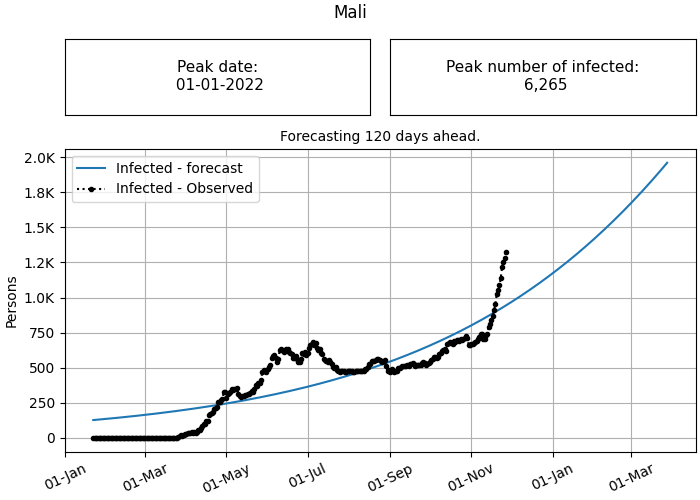 Mali
Peak date:
01-01-2022
Peak number of infected:
6,265
Forecasting 120 days ahead.
Infected - forecast
Infected - Observed
Persons
2.0K
1.8K
1.5K
1.2K
1.0K
750
500
250
0
01-Jan
01-Mar
01-May
01-Jul
01-Sep
01-Nov
01-Jan
01-Mar